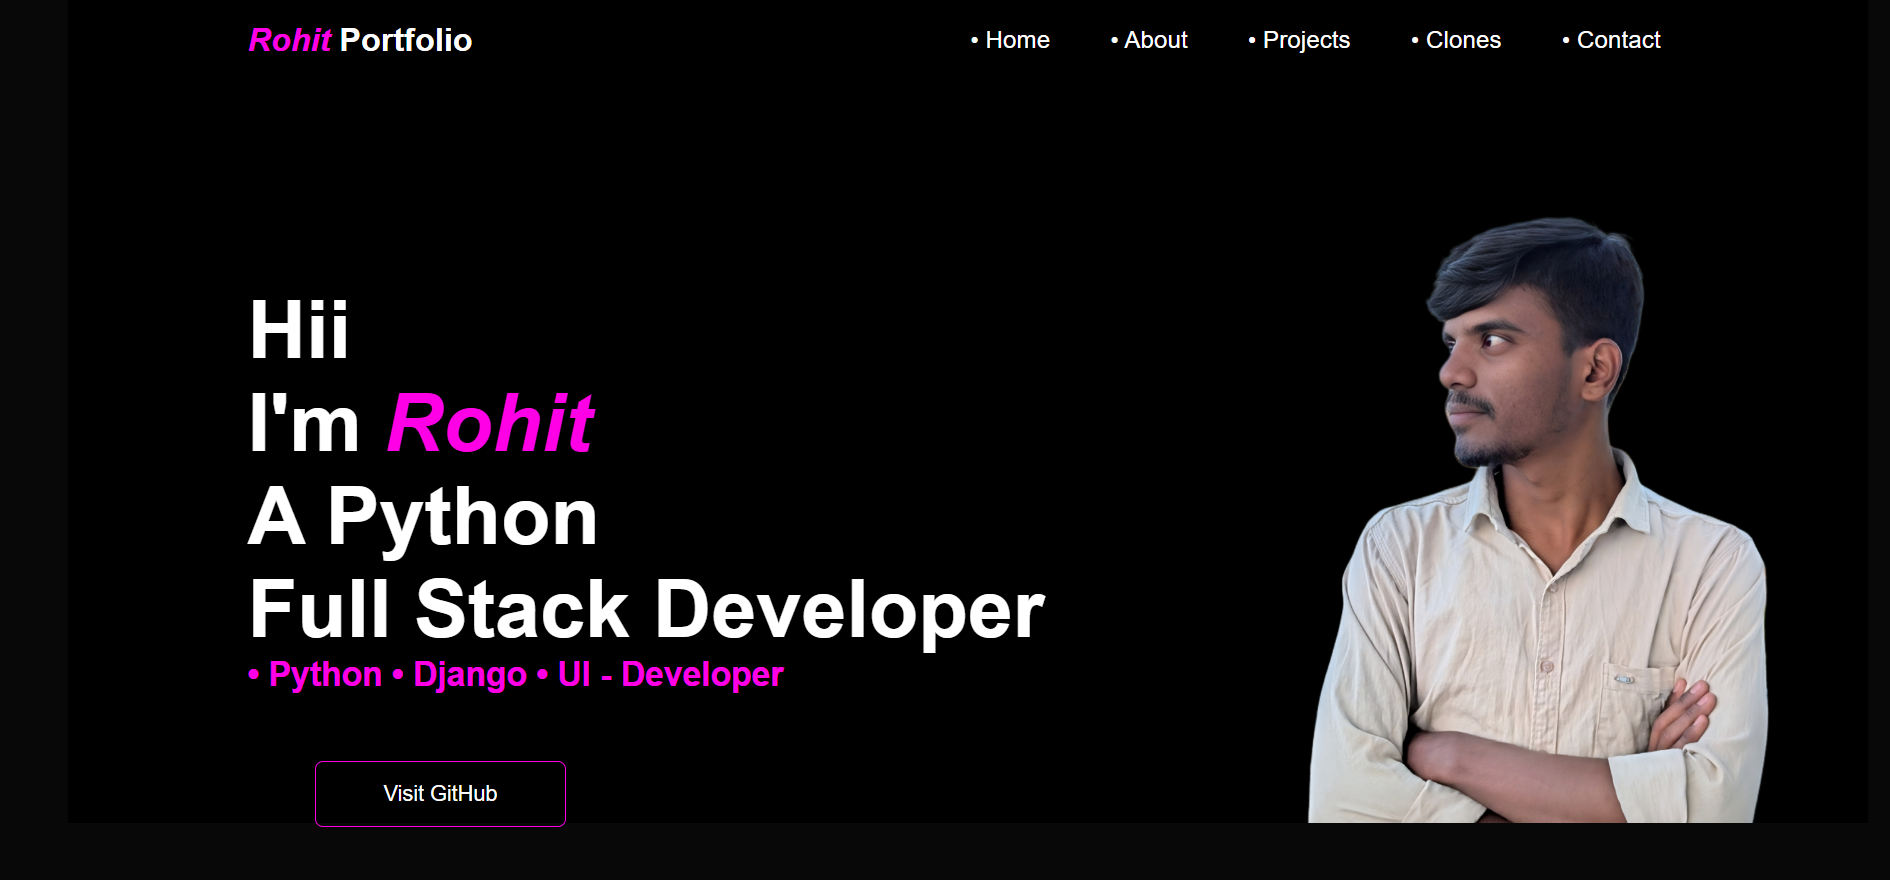 Rohit Portfolio
• Home • About • Projects • Clones • Contact
Hii
I'm Rohit
A Python
Full Stack Developer
• Python • Django • UI - Developer
Visit GitHub